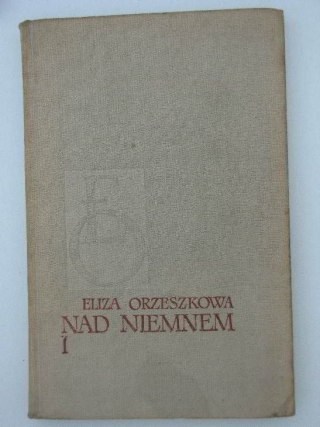 ELIZA ORZESZKOWA
NAD NIEMNEM
I